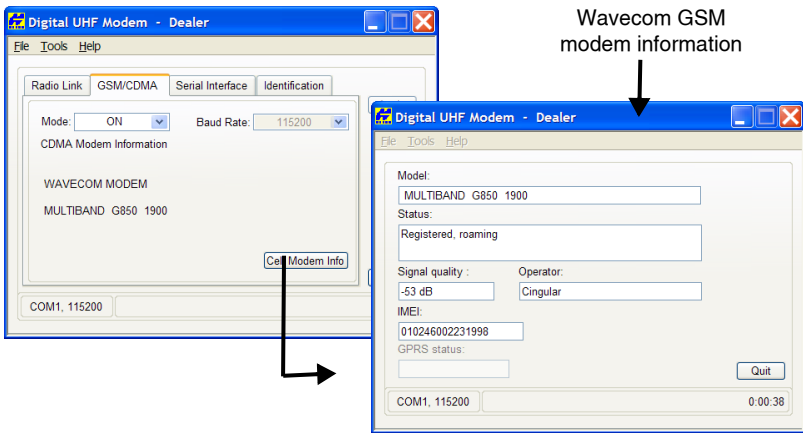 Wavecom GSM
modem information
Digital UHF Modem - Dealer
File Tools Help
Radio Link GSM/CDMA Serial Interface Identification
Mode: ON Baud Rate: 115200
CDMA Modem Information
WAVECOM MODEM
MULTIBAND G850 1900
Cell Modem Info
COM1, 115200
Digital UHF Modem - Dealer
File Tools Help
Model:
MULTIBAND G850 1900
Status:
Registered, roaming
Signal quality : Operator:
-53 dB Cingular
IMEI:
010246002231998
GPRS status:
Quit
COM1, 115200 0:00:38